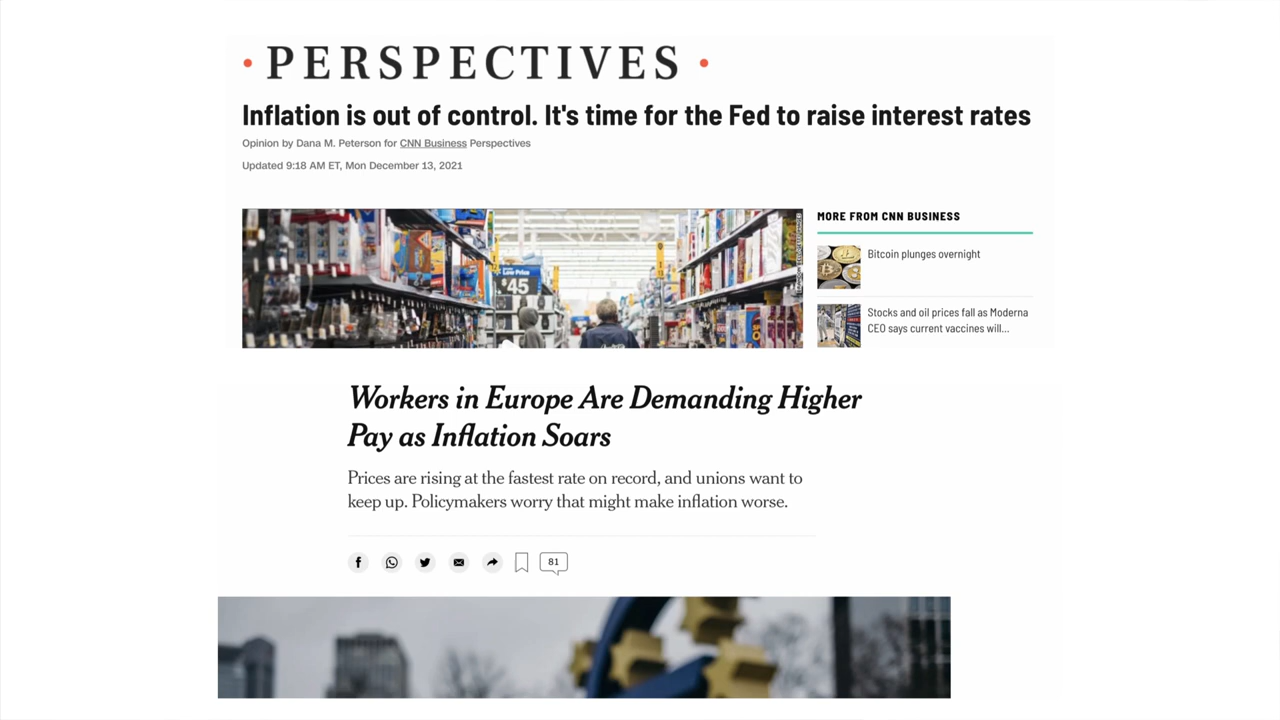 • PERSPECTIVES •
Inflation is out of control. It's time for the Fed to raise interest rates
Opinion by Dana M. Peterson for CNN Business Perspectives
Updated 9:18 AM ET, Mon December 13, 2021
MORE FROM CNN BUSINESS
Bitcoin plunges overnight
Stocks and oil prices fall as Moderna
CEO says current vaccines will...
Low Price
$45
Workers in Europe Are Demanding Higher
Pay as Inflation Soars
Prices are rising at the fastest rate on record, and unions want to
keep up. Policymakers worry that might make inflation worse.
81